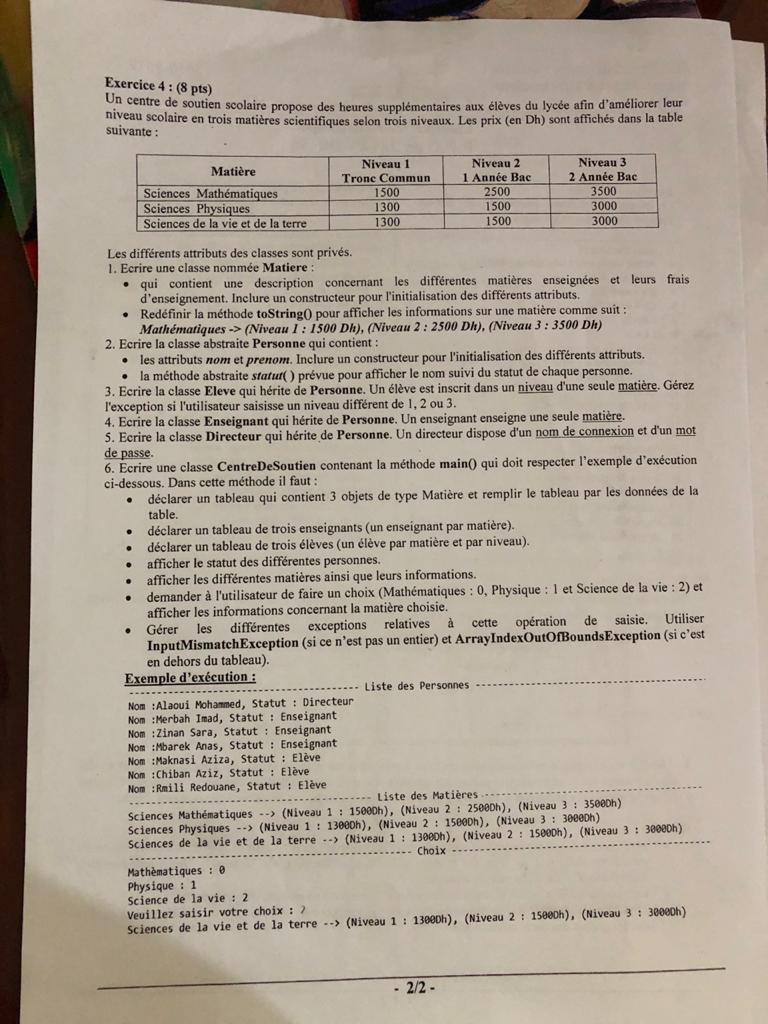 Exercice 4 : (8 pts)
Un centre de soutien scolaire propose des heures supplémentaires aux élèves du lycée afin d'améliorer leur
niveau scolaire en trois matières scientifiques selon trois niveaux. Les prix (en Dh) sont affichés dans la table
suivante :
Matière | Niveau 1 Tronc Commun | Niveau 2 1 Année Bac | Niveau 3 2 Année Bac
Sciences Mathématiques | 1500 | 2500 | 3500
Sciences Physiques | 1300 | 1500 | 3000
Sciences de la vie et de la terre | 1300 | 1500 | 3000
Les différents attributs des classes sont privés.
1. Ecrire une classe nommée Matiere :
• qui contient une description concernant les différentes matières enseignées et leurs frais
d'enseignement. Inclure un constructeur pour l'initialisation des différents attributs.
• Redéfinir la méthode toString() pour afficher les informations sur une matière comme suit :
Mathématiques -> (Niveau 1 : 1500 Dh), (Niveau 2 : 2500 Dh), (Niveau 3 : 3500 Dh)
2. Ecrire la classe abstraite Personne qui contient :
• les attributs nom et prenom. Inclure un constructeur pour l'initialisation des différents attributs.
• la méthode abstraite statut( ) prévue pour afficher le nom suivi du statut de chaque personne.
3. Ecrire la classe Eleve qui hérite de Personne. Un élève est inscrit dans un niveau d'une seule matière. Gérez
l'exception si l'utilisateur saisisse un niveau différent de 1, 2 ou 3.
4. Ecrire la classe Enseignant qui hérite de Personne. Un enseignant enseigne une seule matière.
5. Ecrire la classe Directeur qui hérite de Personne. Un directeur dispose d'un nom de connexion et d'un mot
de passe.
6. Ecrire une classe CentreDeSoutien contenant la méthode main() qui doit respecter l'exemple d'exécution
ci-dessous. Dans cette méthode il faut :
• déclarer un tableau qui contient 3 objets de type Matière et remplir le tableau par les données de la
table.
• déclarer un tableau de trois enseignants (un enseignant par matière).
• déclarer un tableau de trois élèves (un élève par matière et par niveau).
• afficher le statut des différentes personnes.
• afficher les différentes matières ainsi que leurs informations.
• demander à l'utilisateur de faire un choix (Mathématiques : 0, Physique : 1 et Science de la vie : 2) et
afficher les informations concernant la matière choisie.
• Gérer les différentes exceptions relatives à cette opération de saisie. Utiliser
InputMismatchException (si ce n'est pas un entier) et ArrayIndexOutOfBoundsException (si c'est
en dehors du tableau).
Exemple d'exécution :
---------------------------------- Liste des Personnes ----------------------------------
Nom :Alaoui Mohammed, Statut : Directeur
Nom :Merbah Imad, Statut : Enseignant
Nom :Zinan Sara, Statut : Enseignant
Nom :Mbarek Anas, Statut : Enseignant
Nom :Maknasi Aziza, Statut : Elève
Nom :Chiban Aziz, Statut : Elève
Nom :Rmili Redouane, Statut : Elève
---------------------------------- Liste des Matières ----------------------------------
Sciences Mathématiques --> (Niveau 1 : 1500Dh), (Niveau 2 : 2500Dh), (Niveau 3 : 3500Dh)
Sciences Physiques --> (Niveau 1 : 1300Dh), (Niveau 2 : 1500Dh), (Niveau 3 : 3000Dh)
Sciences de la vie et de la terre --> (Niveau 1 : 1300Dh), (Niveau 2 : 1500Dh), (Niveau 3 : 3000Dh)
---------------------------------- Choix ----------------------------------
Mathèmatiques : 0
Physique : 1
Science de la vie : 2
Veuillez saisir votre choix : 2
Sciences de la vie et de la terre --> (Niveau 1 : 1300Dh), (Niveau 2 : 1500Dh), (Niveau 3 : 3000Dh)
- 2/2 -